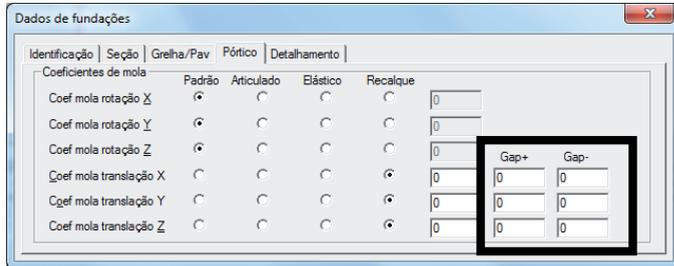 Dados de fundações
Identificação Seção Grelha/Pav Pórtico Detalhamento
Coeficientes de mola Padrão Articulado Elástico Recalque
Coef mola rotação X 0
Coef mola rotação Y 0
Coef mola rotação Z 0 Gap+ Gap-
Coef mola translação X 0 0 0
Coef mola translação Y 0 0 0
Coef mola translação Z 0 0 0